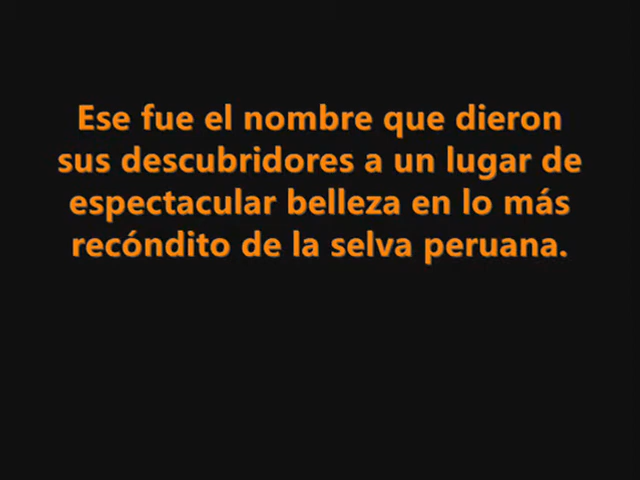 Ese fue el nombre que dieron
sus descubridores a un lugar de
espectacular belleza en lo más
recóndito de la selva peruana.